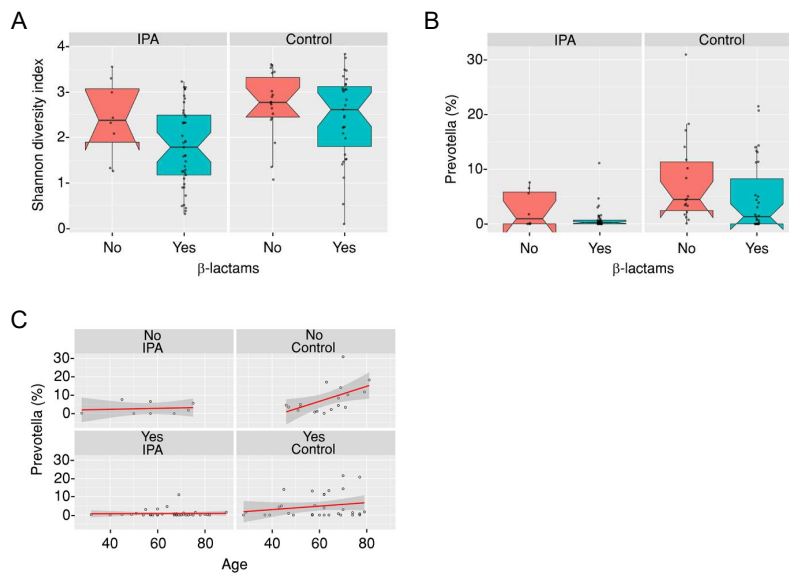 A
IPA
Control
4
3
2
1
0
Shannon diversity index
No
Yes
No
Yes
β-lactams
B
IPA
Control
30
20
10
0
Prevotella (%)
No
Yes
No
Yes
β-lactams
C
No
IPA
No
Control
30
20
10
0
Yes
IPA
Yes
Control
30
20
10
0
Prevotella (%)
40
60
80
40
60
80
Age